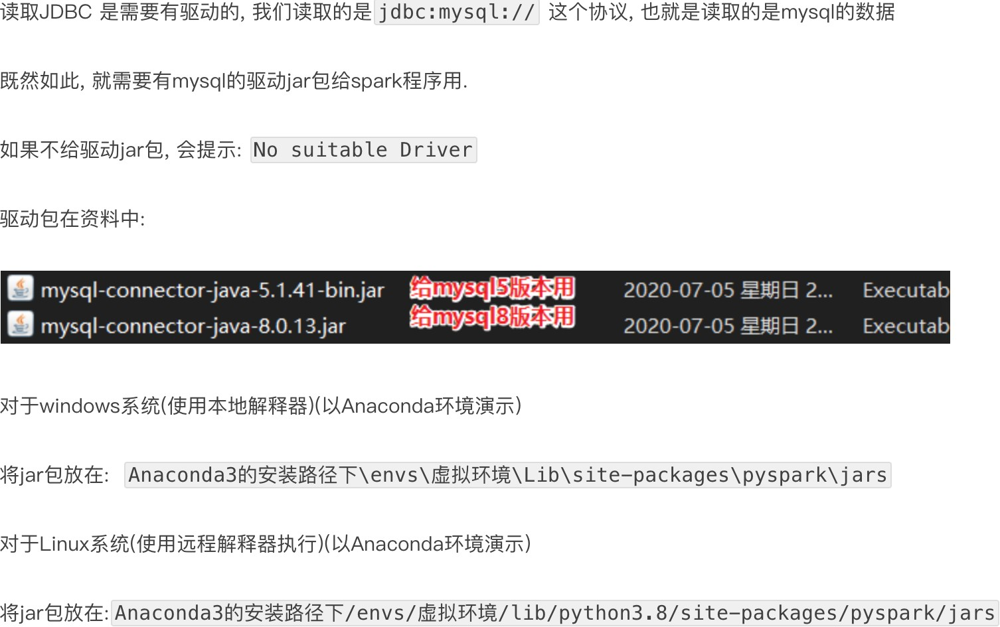 读取JDBC 是需要有驱动的, 我们读取的是 jdbc:mysql:// 这个协议, 也就是读取的是mysql的数据
既然如此, 就需要有mysql的驱动jar包给spark程序用.
如果不给驱动jar包, 会提示: No suitable Driver
驱动包在资料中:
mysql-connector-java-5.1.41-bin.jar 给mysql5版本用 2020-07-05 星期日 2... Executab
mysql-connector-java-8.0.13.jar 给mysql8版本用 2020-07-05 星期日 2... Executab
对于windows系统(使用本地解释器)(以Anaconda环境演示)
将jar包放在: Anaconda3的安装路径下\envs\虚拟环境\Lib\site-packages\pyspark\jars
对于Linux系统(使用远程解释器执行)(以Anaconda环境演示)
将jar包放在: Anaconda3的安装路径下/envs/虚拟环境/lib/python3.8/site-packages/pyspark/jars